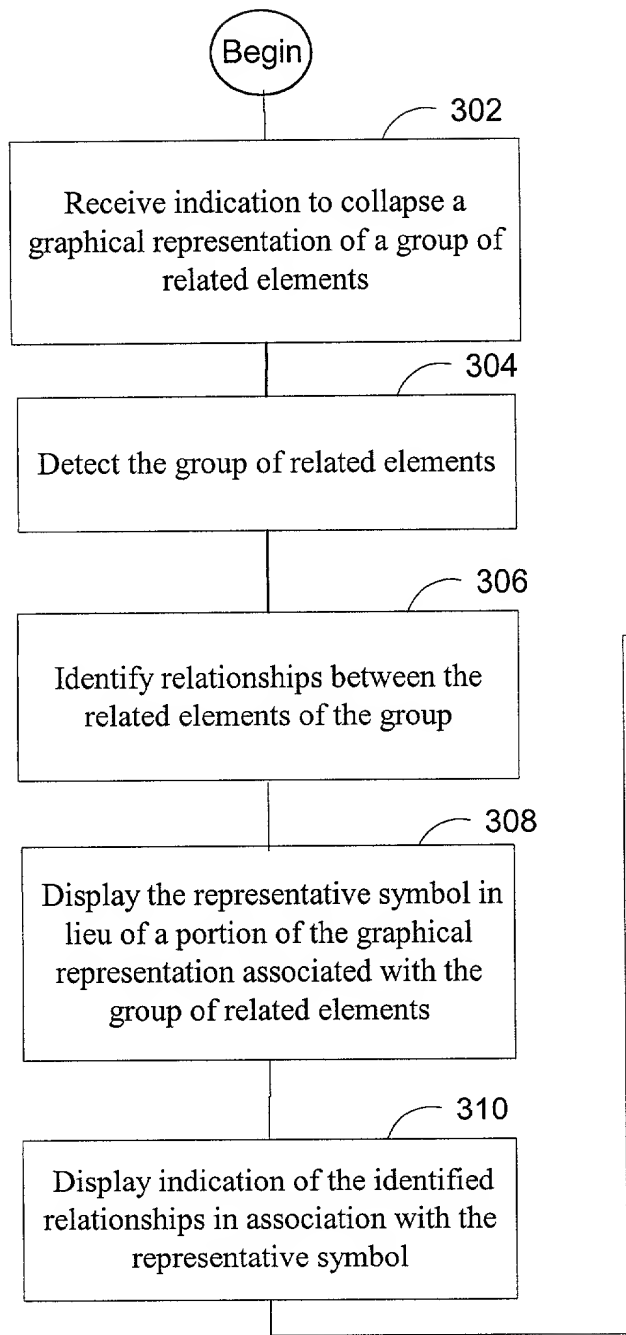 Begin
302
Receive indication to collapse a
graphical representation of a group of
related elements
304
Detect the group of related elements
306
Identify relationships between the
related elements of the group
308
Display the representative symbol in
lieu of a portion of the graphical
representation associated with the
group of related elements
310
Display indication of the identified
relationships in association with the
representative symbol